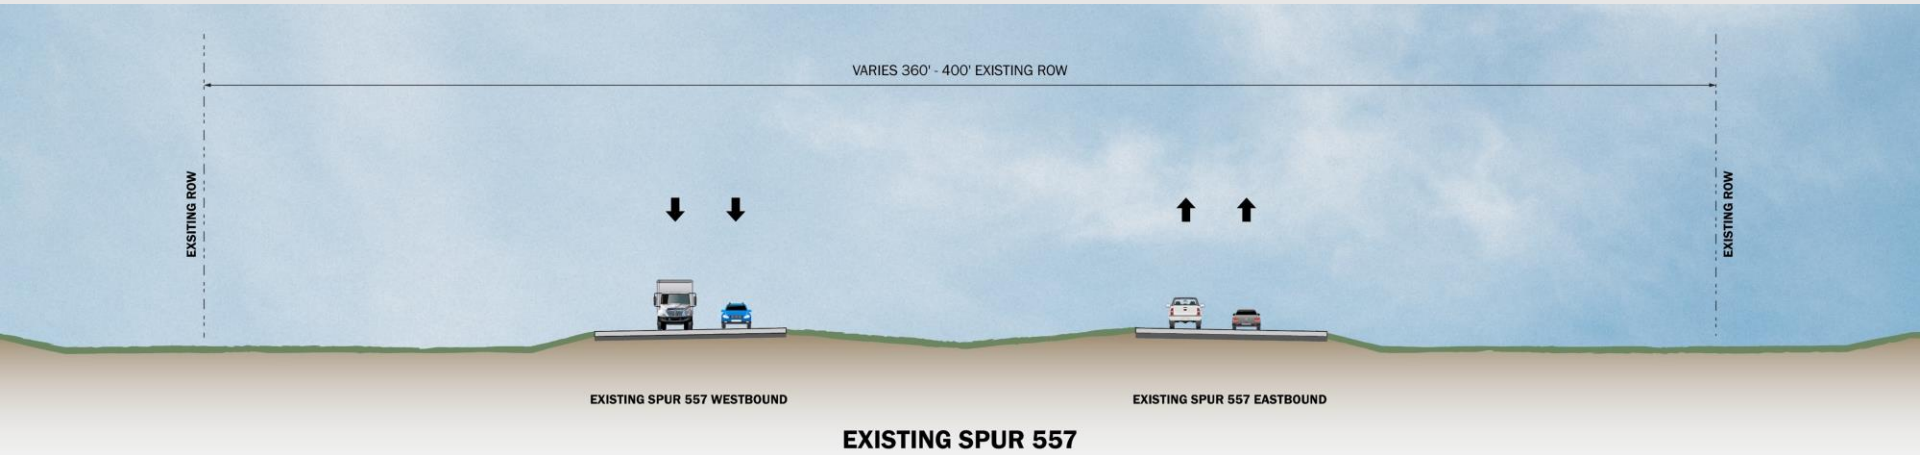 VARIES 360' - 400' EXISTING ROW
EXSITING ROW
EXISTING ROW
EXISTING SPUR 557 WESTBOUND
EXISTING SPUR 557 EASTBOUND
EXISTING SPUR 557